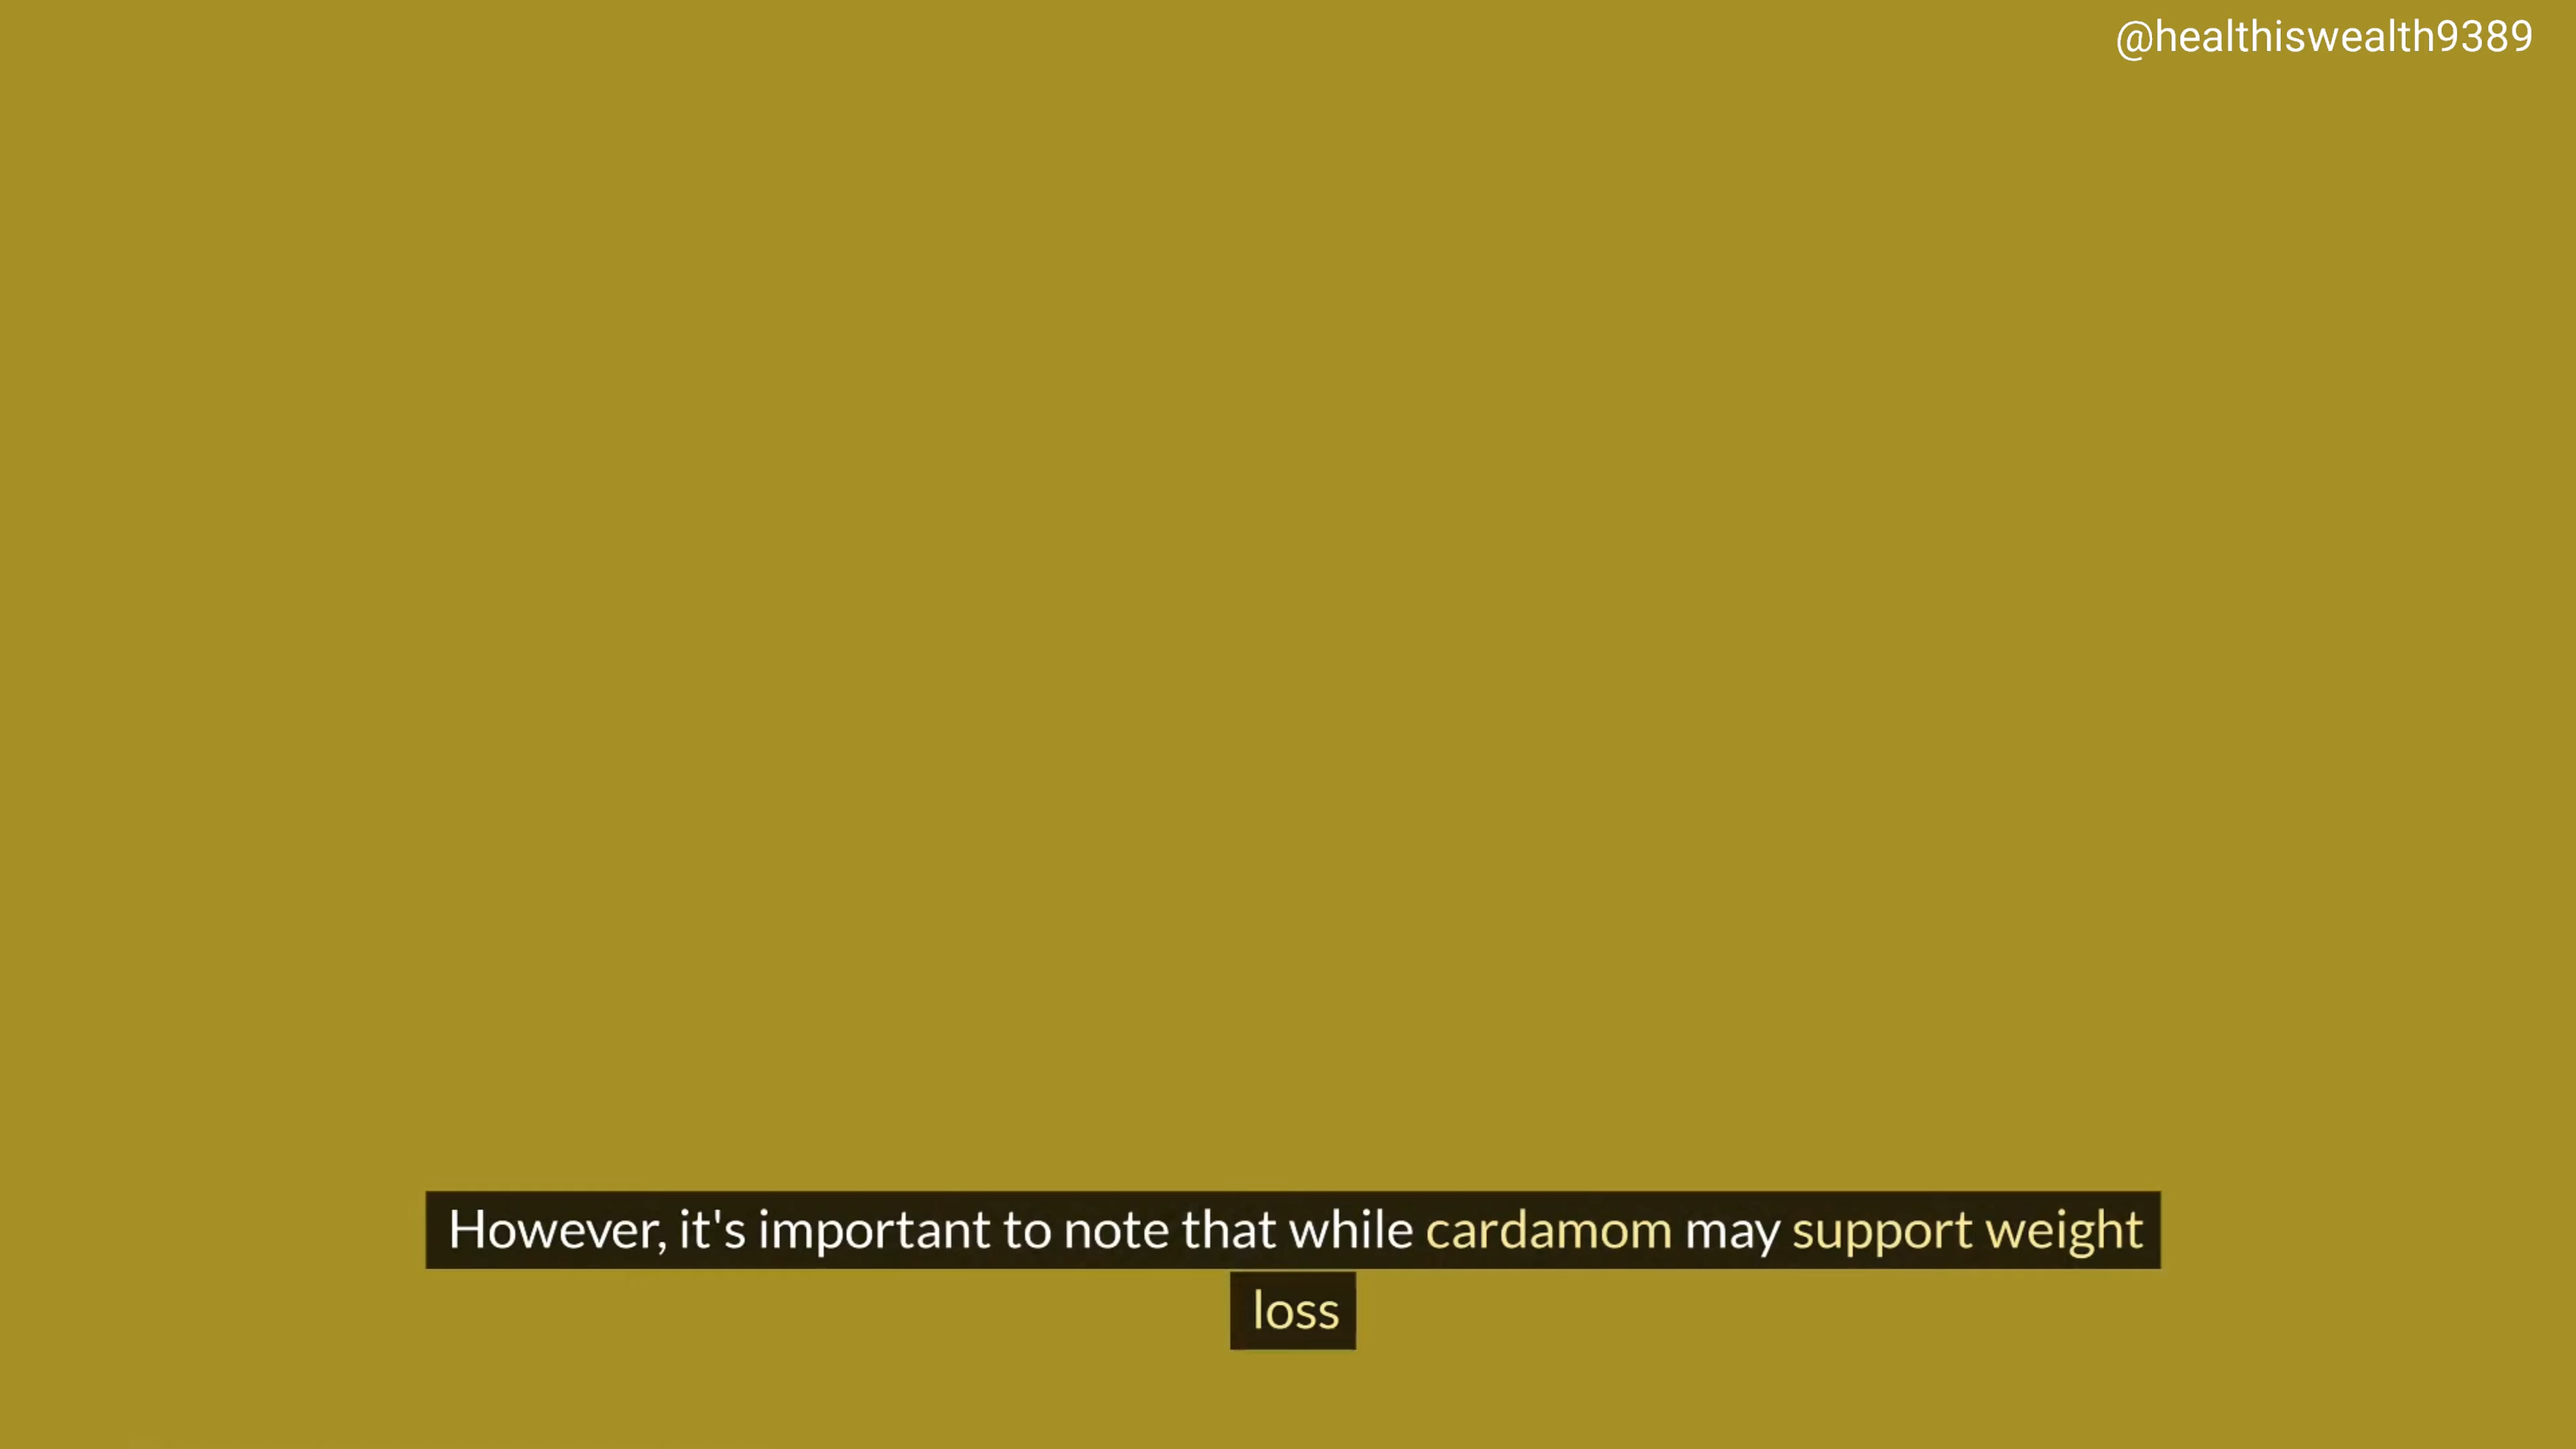 @healthiswealth9389
However, it's important to note that while cardamom may support weight
loss